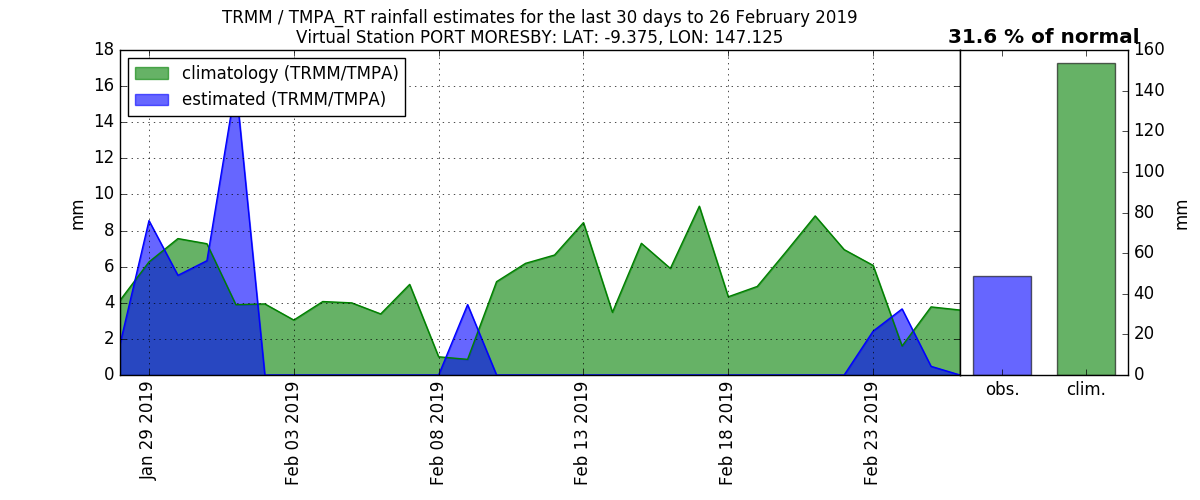 TRMM / TMPA_RT rainfall estimates for the last 30 days to 26 February 2019
Virtual Station PORT MORESBY: LAT: -9.375, LON: 147.125
31.6 % of normal
climatology (TRMM/TMPA)
estimated (TRMM/TMPA)
18
16
14
12
10
8
6
4
2
0
mm
Jan 29 2019
Feb 03 2019
Feb 08 2019
Feb 13 2019
Feb 18 2019
Feb 23 2019
160
140
120
100
80
60
40
20
0
mm
obs.
clim.